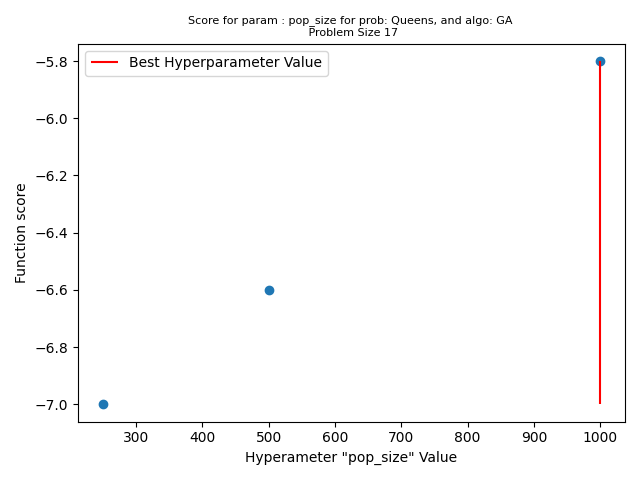 Score for param : pop_size for prob: Queens, and algo: GA
Problem Size 17
Best Hyperparameter Value
Function score
−5.8
−6.0
−6.2
−6.4
−6.6
−6.8
−7.0
300 400 500 600 700 800 900 1000
Hyperameter "pop_size" Value